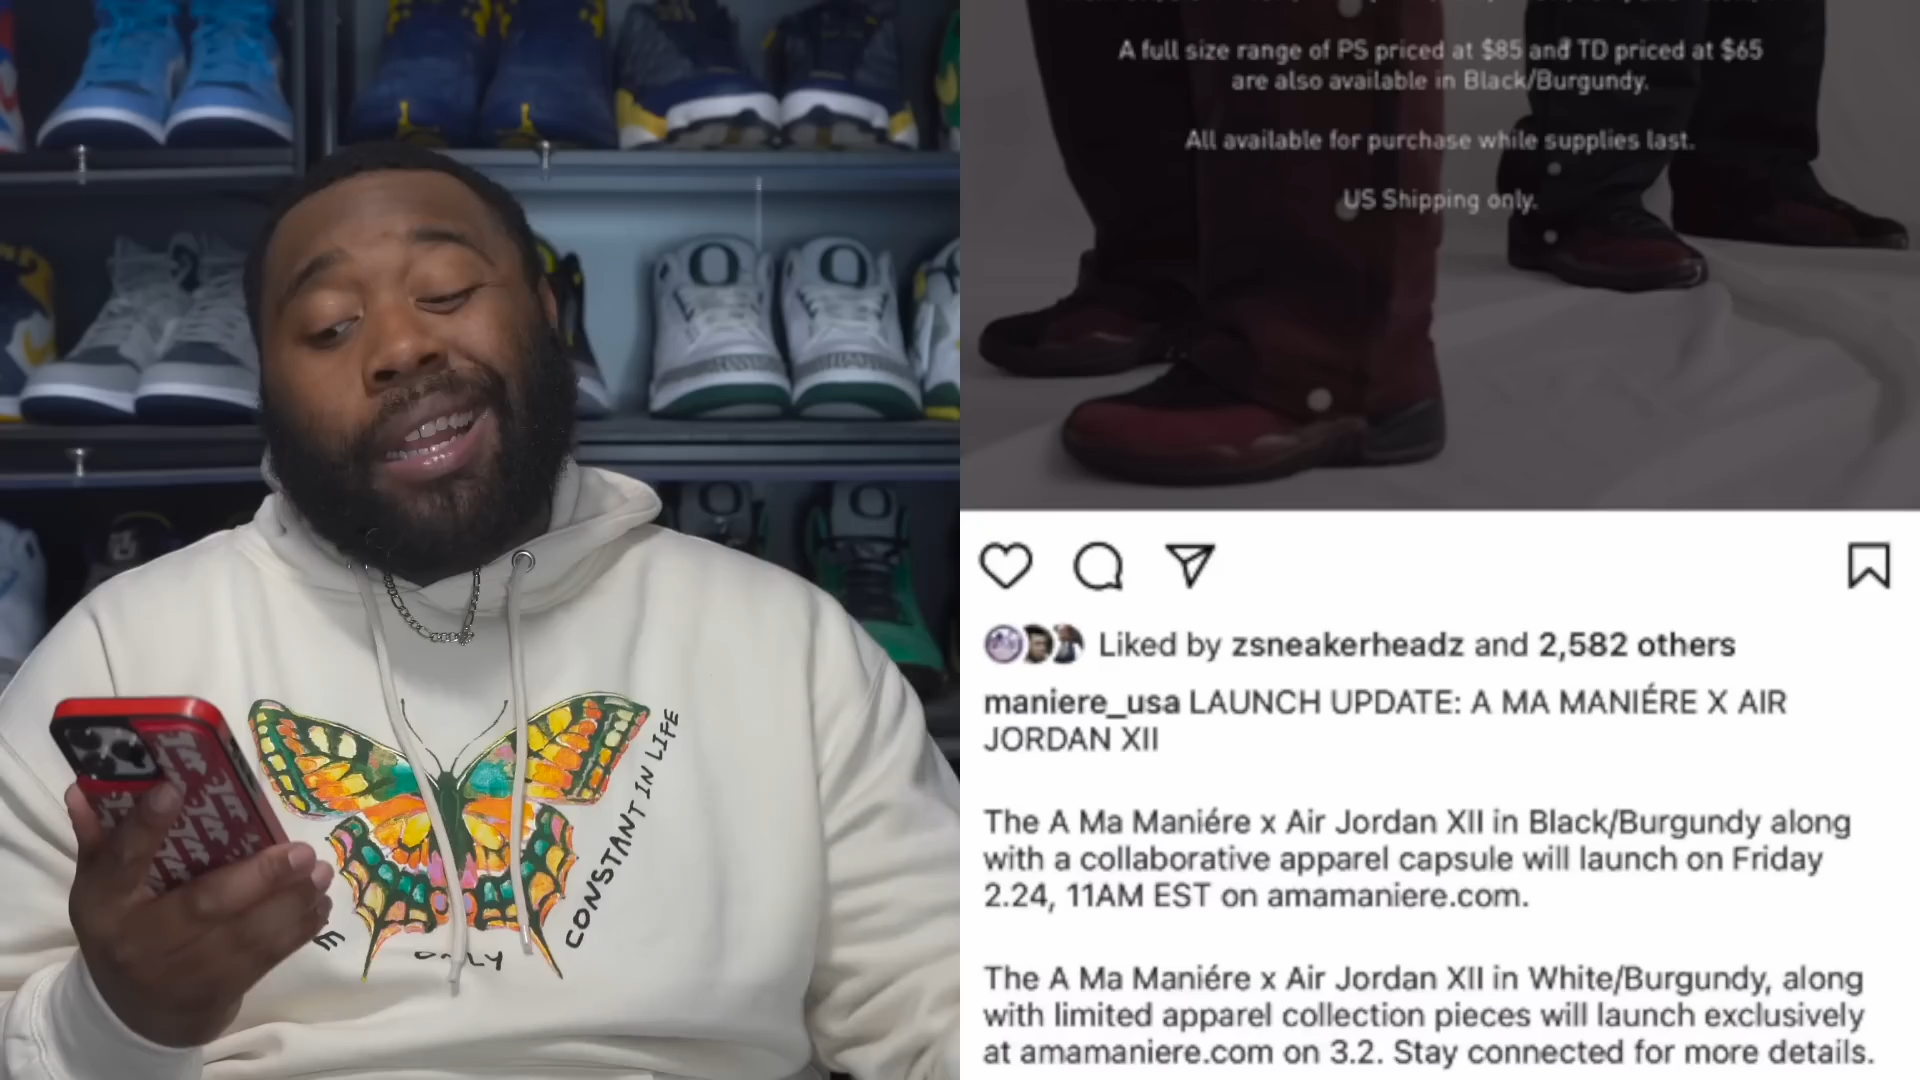 A full size range of PS priced at $85 and TD priced at $65
are also available in Black/Burgundy.
All available for purchase while supplies last.
US Shipping only.
Liked by zsneakerheadz and 2,582 others
maniere_usa LAUNCH UPDATE: A MA MANIÉRE X AIR
JORDAN XII
The A Ma Maniére x Air Jordan XII in Black/Burgundy along
with a collaborative apparel capsule will launch on Friday
2.24, 11AM EST on amamaniere.com.
The A Ma Maniére x Air Jordan XII in White/Burgundy, along
with limited apparel collection pieces will launch exclusively
at amamaniere.com on 3.2. Stay connected for more details.
CONSTANT IN LIFE
ONLY